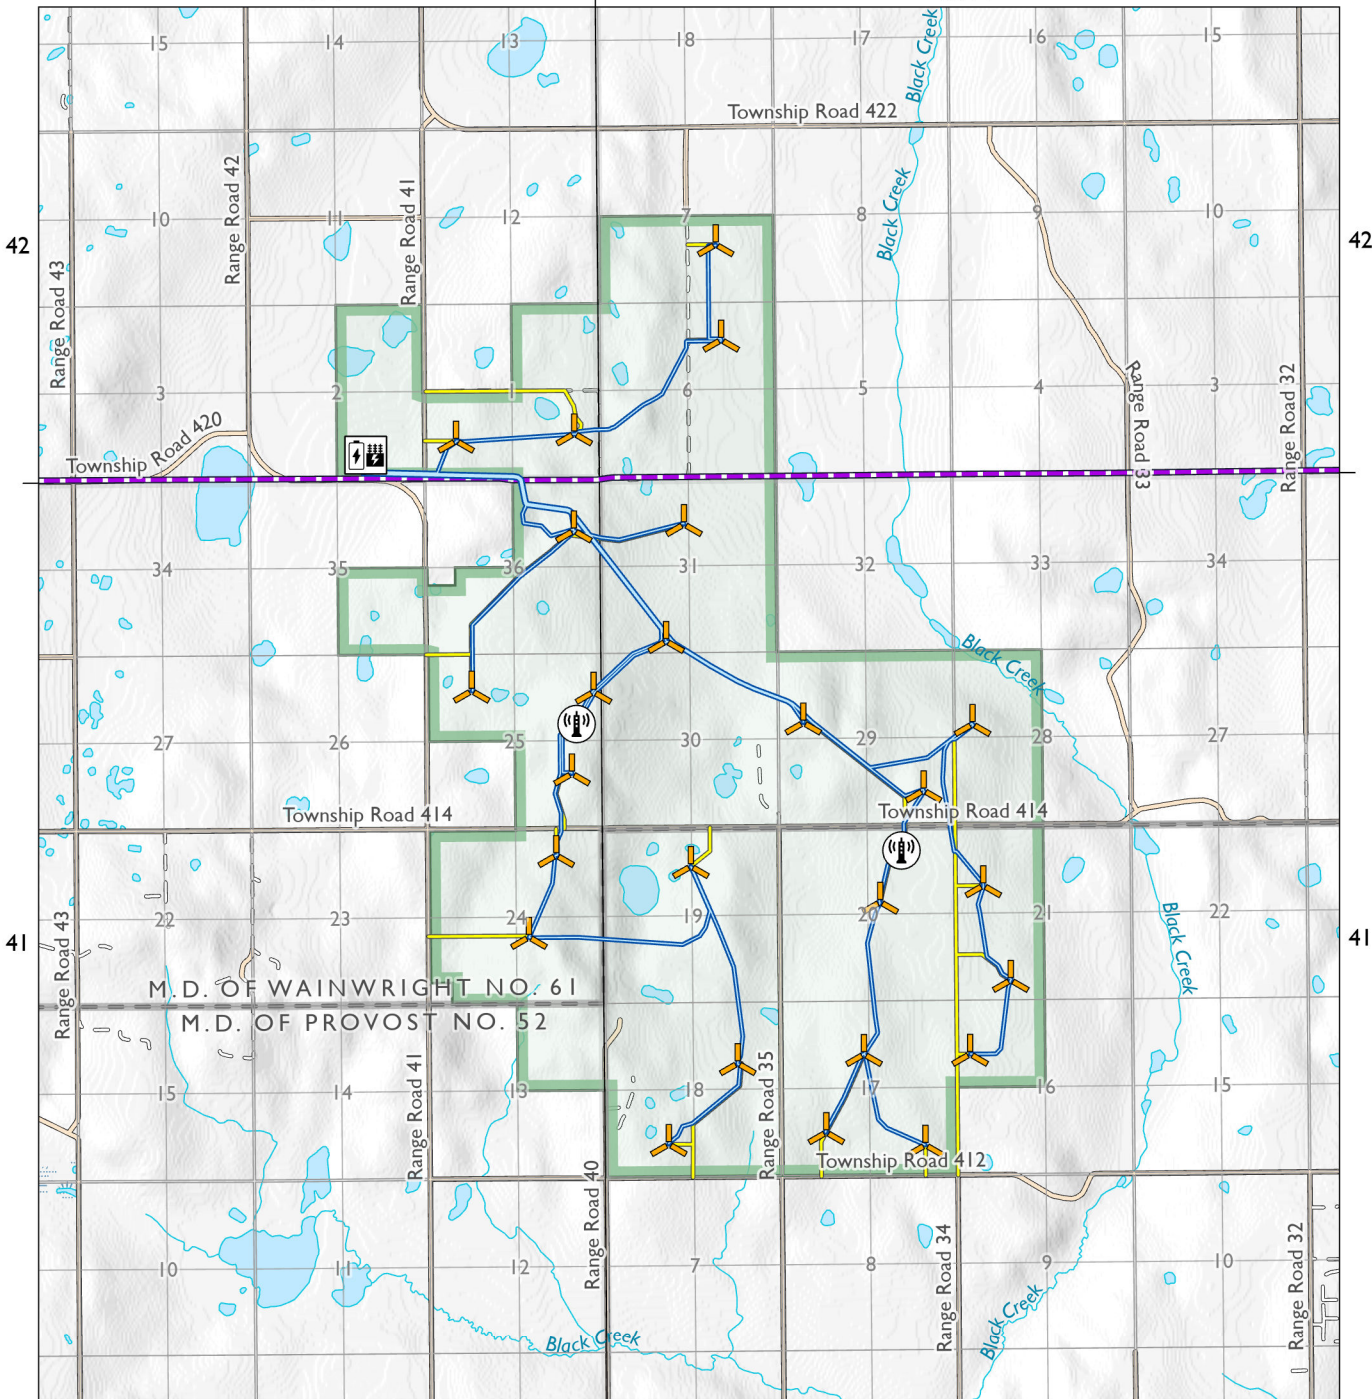 15 14 13 18 17 16 15
Black Creek
Township Road 422
Range Road 42
Range Road 41
Black Creek
10 11 12 7 8 9 10
42 42
Range Road 43
3 2 1 6 5 4 3
Range Road 33
Range Road 32
Township Road 420
34 35 36 31 32 33 34
Black Creek
27 26 25 30 29 28 27
Township Road 414
Township Road 414
22 23 24 19 20 21 22
Range Road 43
Black Creek
41 41
M.D. OF WAINWRIGHT NO. 61
M.D. OF PROVOST NO. 52
15 14 13 18 17 16 15
Range Road 41
Range Road 35
Township Road 412
Range Road 40
Range Road 34
Range Road 32
10 11 12 7 8 9 10
Black Creek
Black Creek